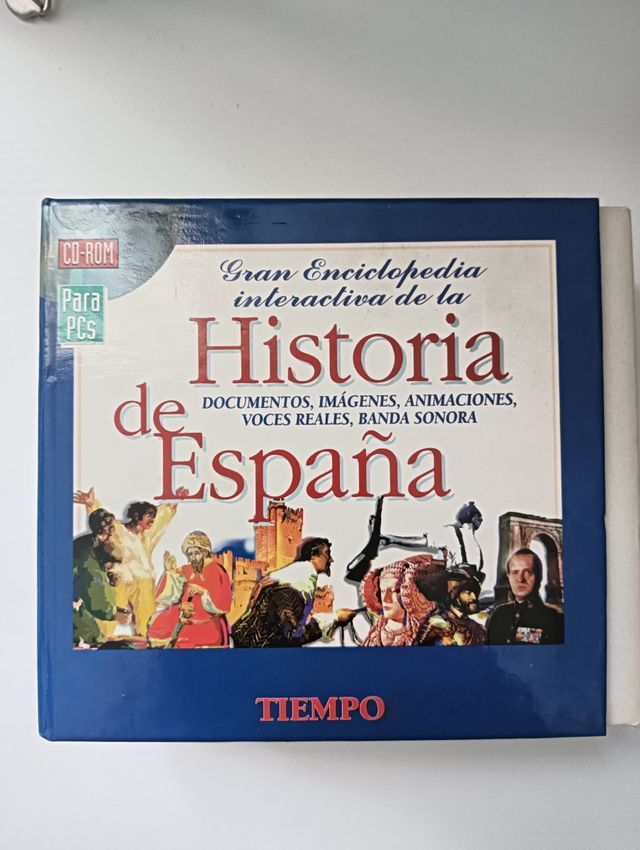 CD-ROM
Para
PCs
Gran Enciclopedia
interactiva de la
Historia
DOCUMENTOS, IMÁGENES, ANIMACIONES,
VOCES REALES, BANDA SONORA
de
España
TIEMPO